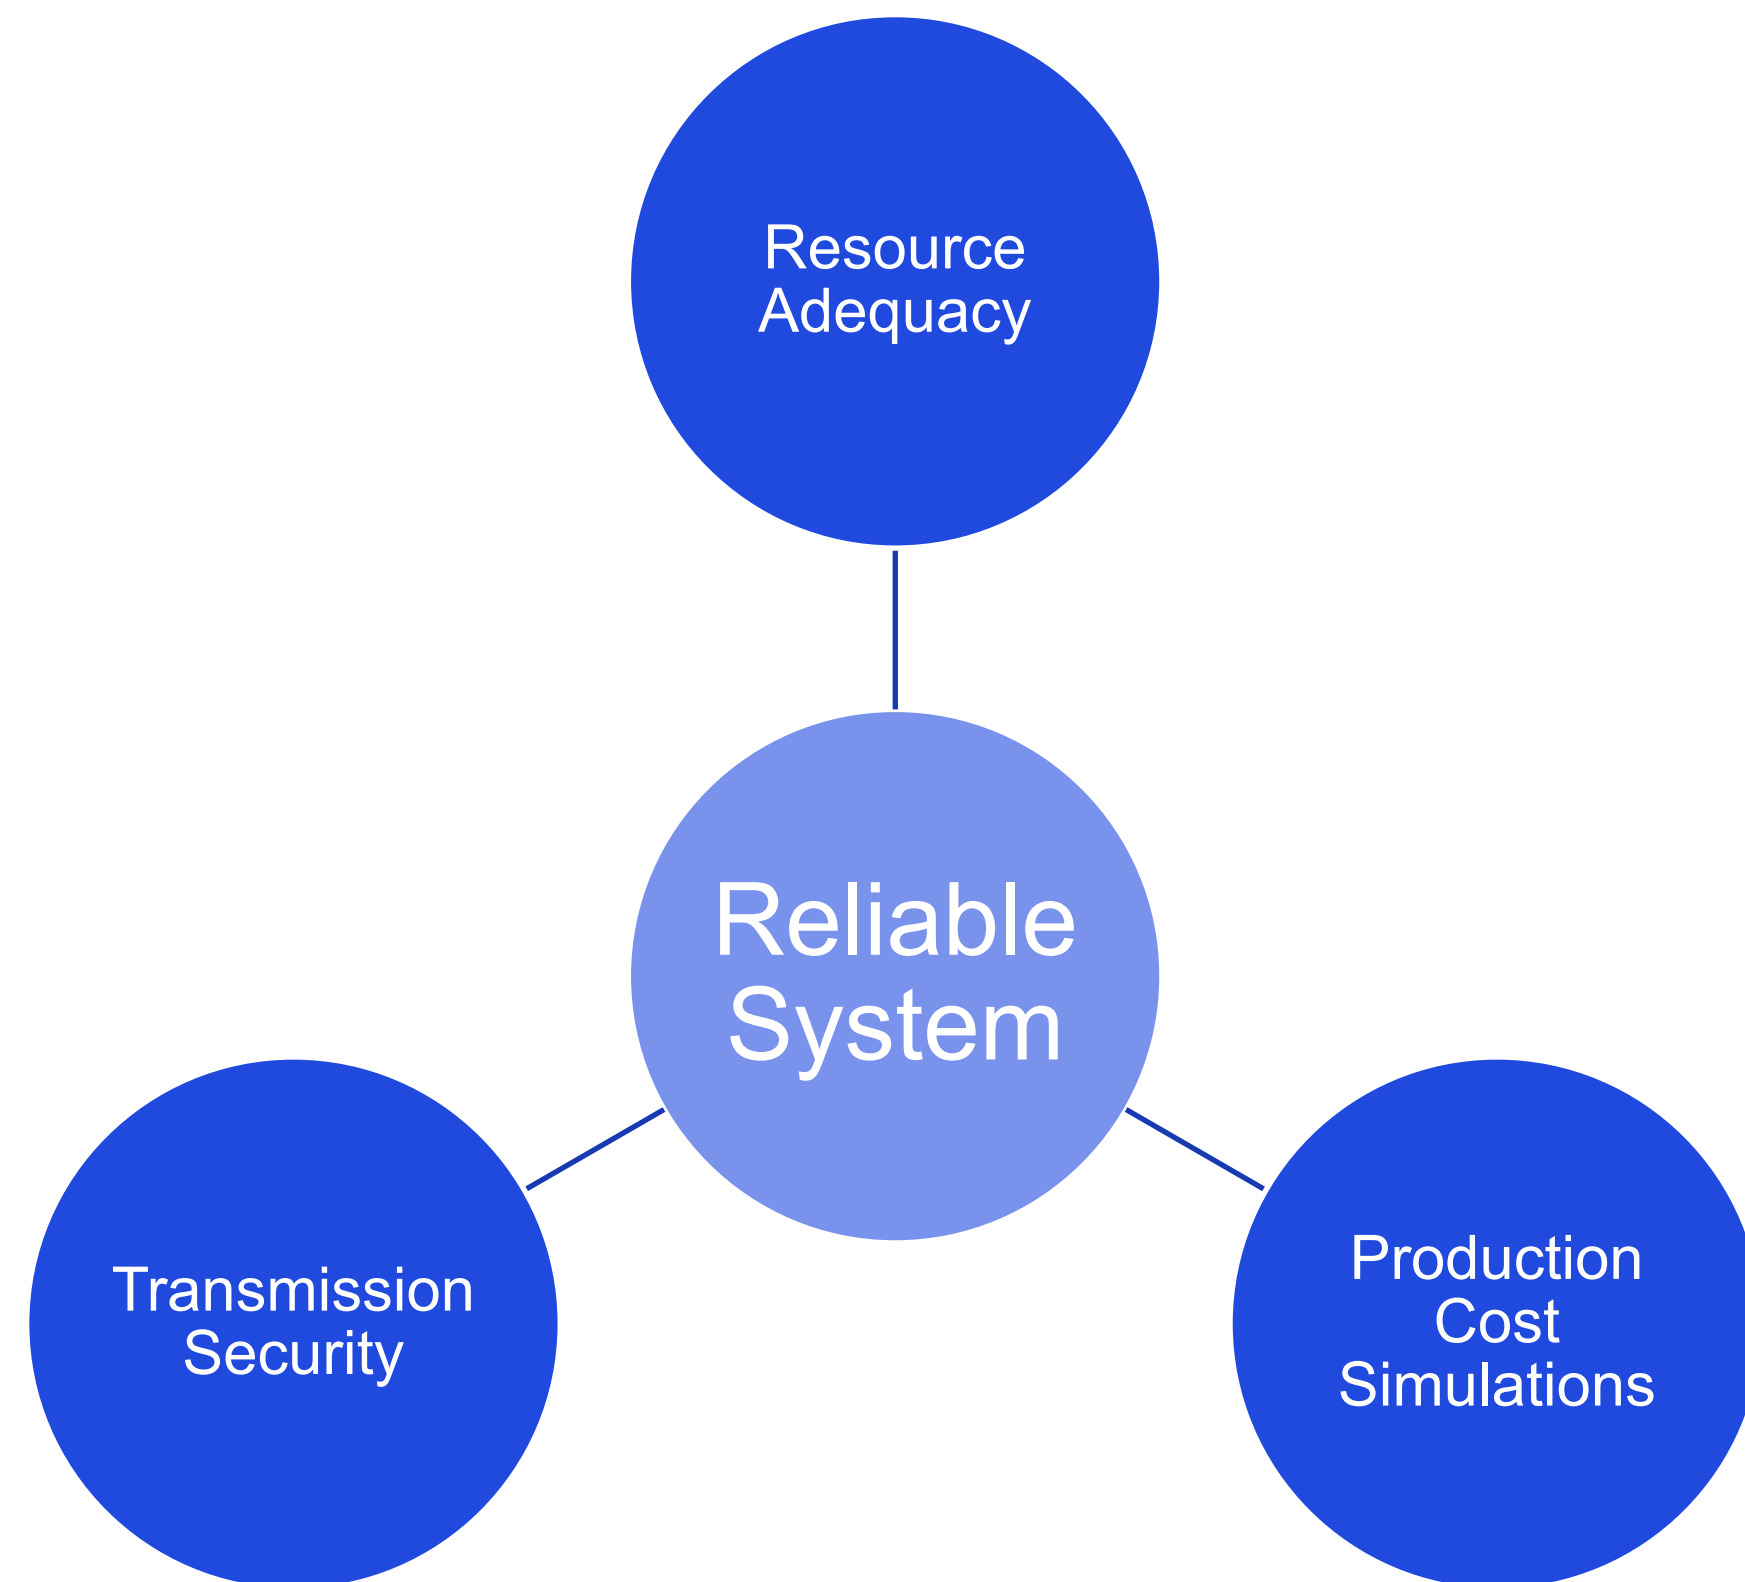 Resource
Adequacy
Reliable
System
Transmission
Security
Production
Cost
Simulations